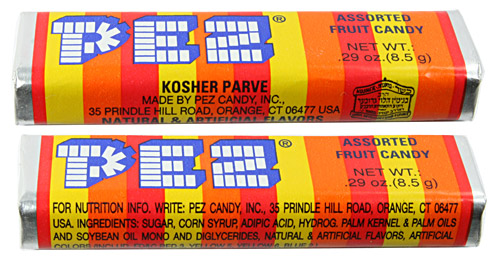 PEZ®
ASSORTED
FRUIT CANDY
NET WT.
.29 oz.(8.5 g)
KOSHER PARVE
MADE BY PEZ CANDY, INC.,
35 PRINDLE HILL ROAD, ORANGE, CT 06477 USA
NATURAL & ARTIFICIAL FLAVORS
PEZ®
ASSORTED
FRUIT CANDY
NET WT.
.29 oz.(8.5 g)
FOR NUTRITION INFO. WRITE: PEZ CANDY, INC., 35 PRINDLE HILL ROAD, ORANGE, CT 06477
USA. INGREDIENTS: SUGAR, CORN SYRUP, ADIPIC ACID, HYDROG. PALM KERNEL & PALM OILS
AND SOYBEAN OIL MONO AND DIGLYCERIDES, NATURAL & ARTIFICIAL FLAVORS, ARTIFICIAL